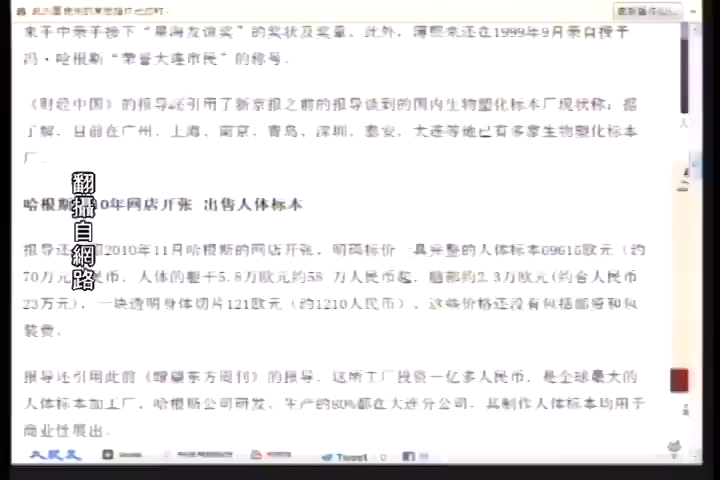 来手中亲手接下“星海友谊奖”的奖状及奖章。此外，薄熙来还在1999年9月亲自授予
冯·哈根斯“荣誉大连市民”的称号。
《财经中国》的报导还引用了新京报之前的报导谈到的国内生物塑化标本厂现状称：据
了解，目前在广州、上海、南京、青岛、深圳、泰安、大连等地已有多家生物塑化标本
厂。
哈根斯 10年网店开张 出售人体标本
报导还 2010年11月哈根斯的网店开张。明码标价 一具完整的人体标本69615欧元（约
70万元 民币，人体的躯干5.8万欧元约58 万人民币起，脑部约2.3万欧元(约合人民币
23万元)，一块透明身体切片121欧元（约1210人民币），这些价格还没有包括邮寄和包
装费。
报导还引用此前《瞭望东方周刊》的报导，这所工厂投资一亿多人民币，是全球最大的
人体标本加工厂，哈根斯公司研发、生产的80%都在大连分公司，其制作人体标本均用于
商业性展出。
翻攝自網路
大纪元
Tweet 0